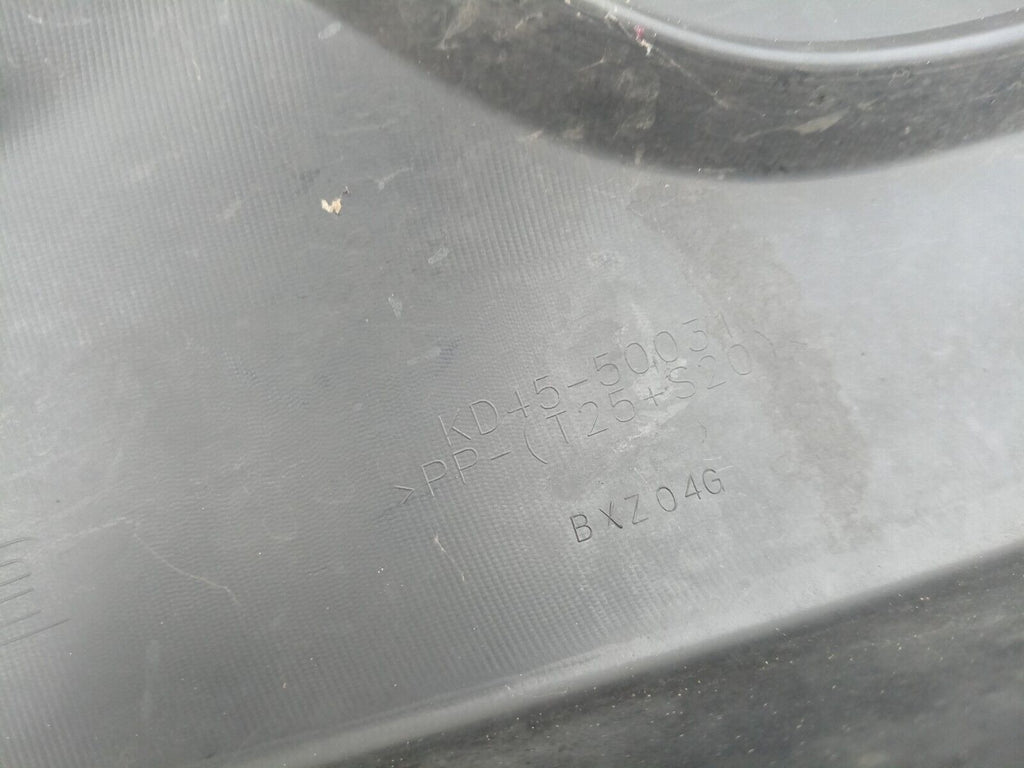 KD45-50031
>PP-(T25+S20)<
BXZ04G